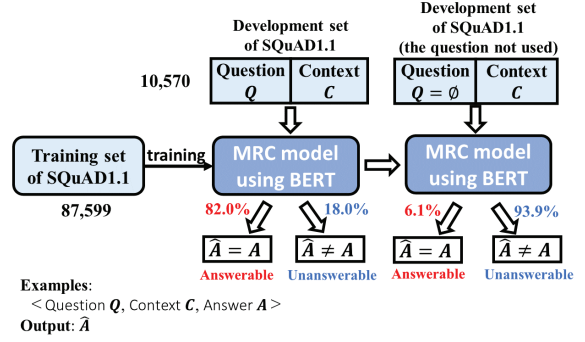 Development set
of SQuAD1.1
Development set
of SQuAD1.1
(the question not used)
10,570
Question
Q
Context
C
Question
Q = ∅
Context
C
Training set
of SQuAD1.1
training
MRC model
using BERT
MRC model
using BERT
87,599
82.0%
18.0%
6.1%
93.9%
Â = A
Â ≠ A
Â = A
Â ≠ A
Answerable
Unanswerable
Answerable
Unanswerable
Examples:
< Question Q, Context C, Answer A >
Output: Â